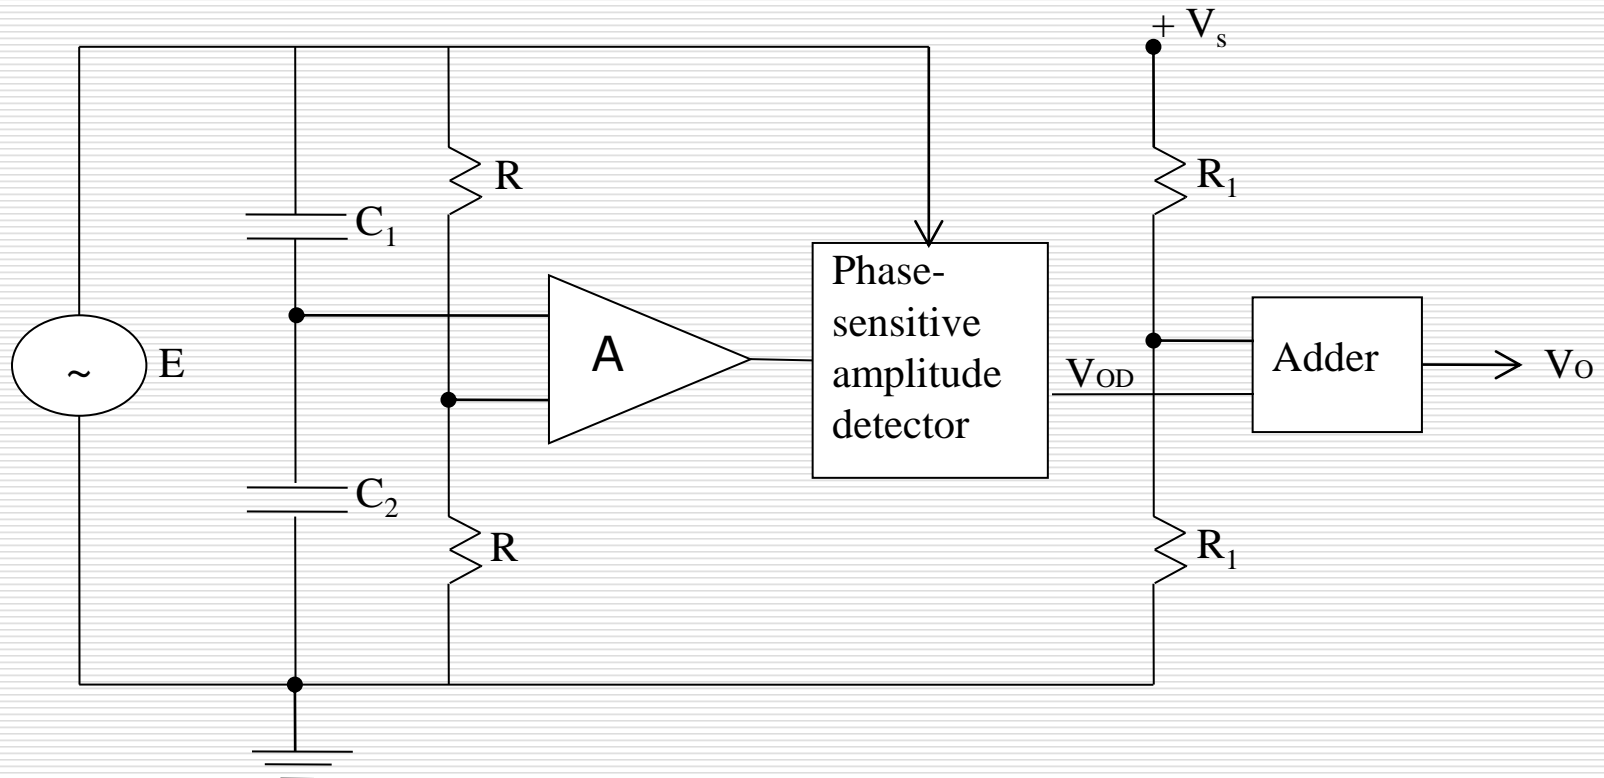 + Vs
R
R1
C1
Phase-
sensitive
amplitude
detector
A
~
E
VOD
Adder
VO
C2
R
R1